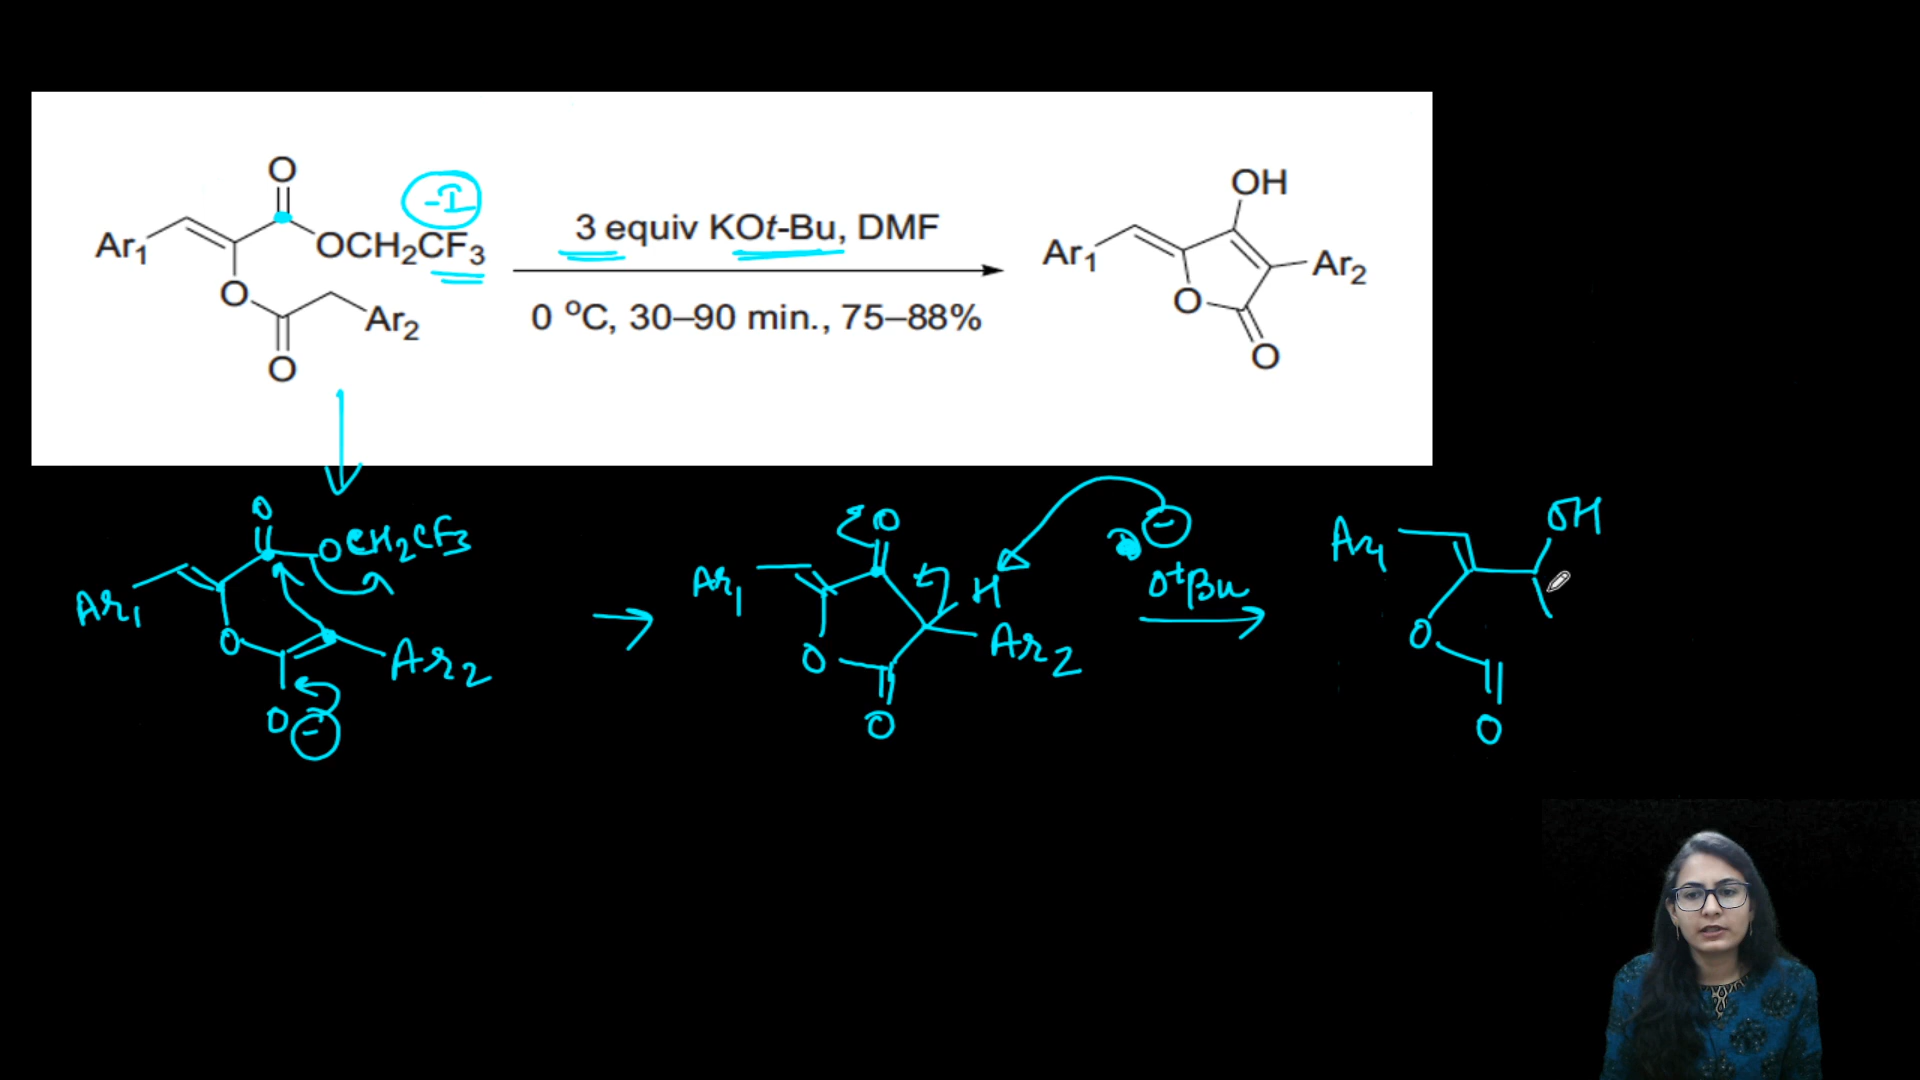 O
Ar1
OCH2CF3
-I
O
Ar2
O
3 equiv KOt-Bu, DMF
0 °C, 30–90 min., 75–88%
OH
Ar1
Ar2
O
O
O
OCH2CF3
Ar1
O
Ar2
O
-
O
Ar1
H
O
Ar2
O
-
OtBu
OH
Ar1
O
O